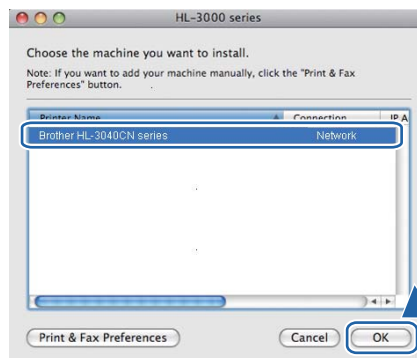 HL-3000 series
Choose the machine you want to install.
Note: If you want to add your machine manually, click the "Print & Fax
Preferences" button.
Printer Name Connection IP A
Brother HL-3040CN series Network
Print & Fax Preferences Cancel OK